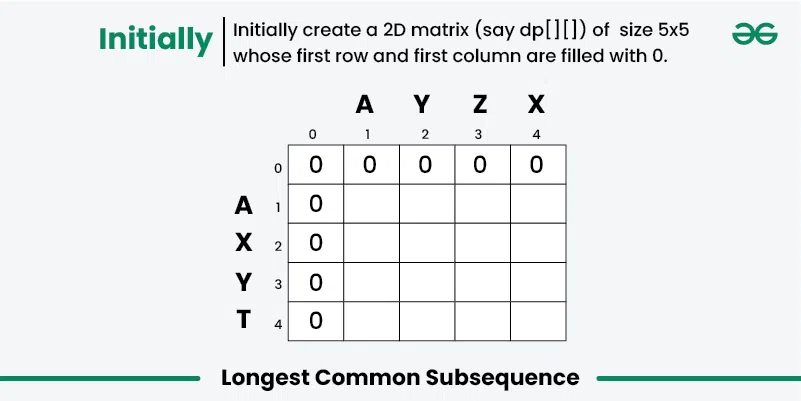 Initially
Initially create a 2D matrix (say dp[][]) of size 5x5
whose first row and first column are filled with 0.
A Y Z X
0 1 2 3 4
0 0 0 0 0 0
A 1 0
X 2 0
Y 3 0
T 4 0
Longest Common Subsequence